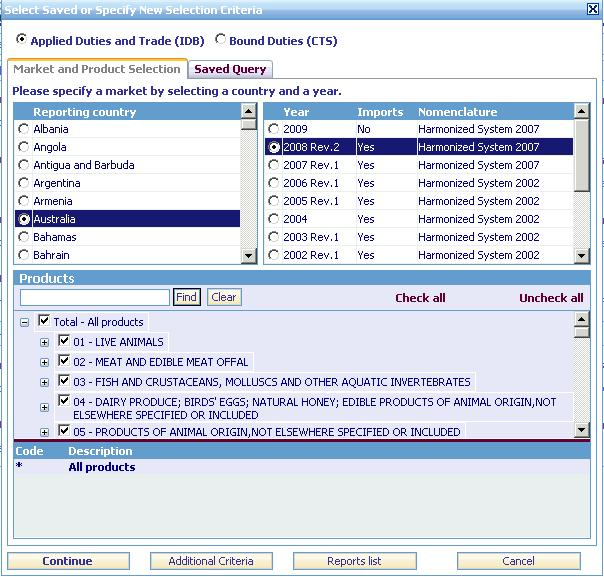 Select Saved or Specify New Selection Criteria
Applied Duties and Trade (IDB) Bound Duties (CTS)
Market and Product Selection Saved Query
Please specify a market by selecting a country and a year.
Reporting country
Albania
Angola
Antigua and Barbuda
Argentina
Armenia
Australia
Bahamas
Bahrain
Year Imports Nomenclature
2009 No Harmonized System 2007
2008 Rev.2 Yes Harmonized System 2007
2007 Rev.1 Yes Harmonized System 2007
2006 Rev.1 Yes Harmonized System 2002
2005 Rev.1 Yes Harmonized System 2002
2004 Yes Harmonized System 2002
2003 Rev.1 Yes Harmonized System 2002
2002 Rev.1 Yes Harmonized System 2002
Products
Find Clear Check all Uncheck all
Total - All products
01 - LIVE ANIMALS
02 - MEAT AND EDIBLE MEAT OFFAL
03 - FISH AND CRUSTACEANS, MOLLUSCS AND OTHER AQUATIC INVERTEBRATES
04 - DAIRY PRODUCE; BIRDS' EGGS; NATURAL HONEY; EDIBLE PRODUCTS OF ANIMAL ORIGIN,NOT
ELSEWHERE SPECIFIED OR INCLUDED
05 - PRODUCTS OF ANIMAL ORIGIN,NOT ELSEWHERE SPECIFIED OR INCLUDED
Code Description
* All products
Continue Additional Criteria Reports list Cancel